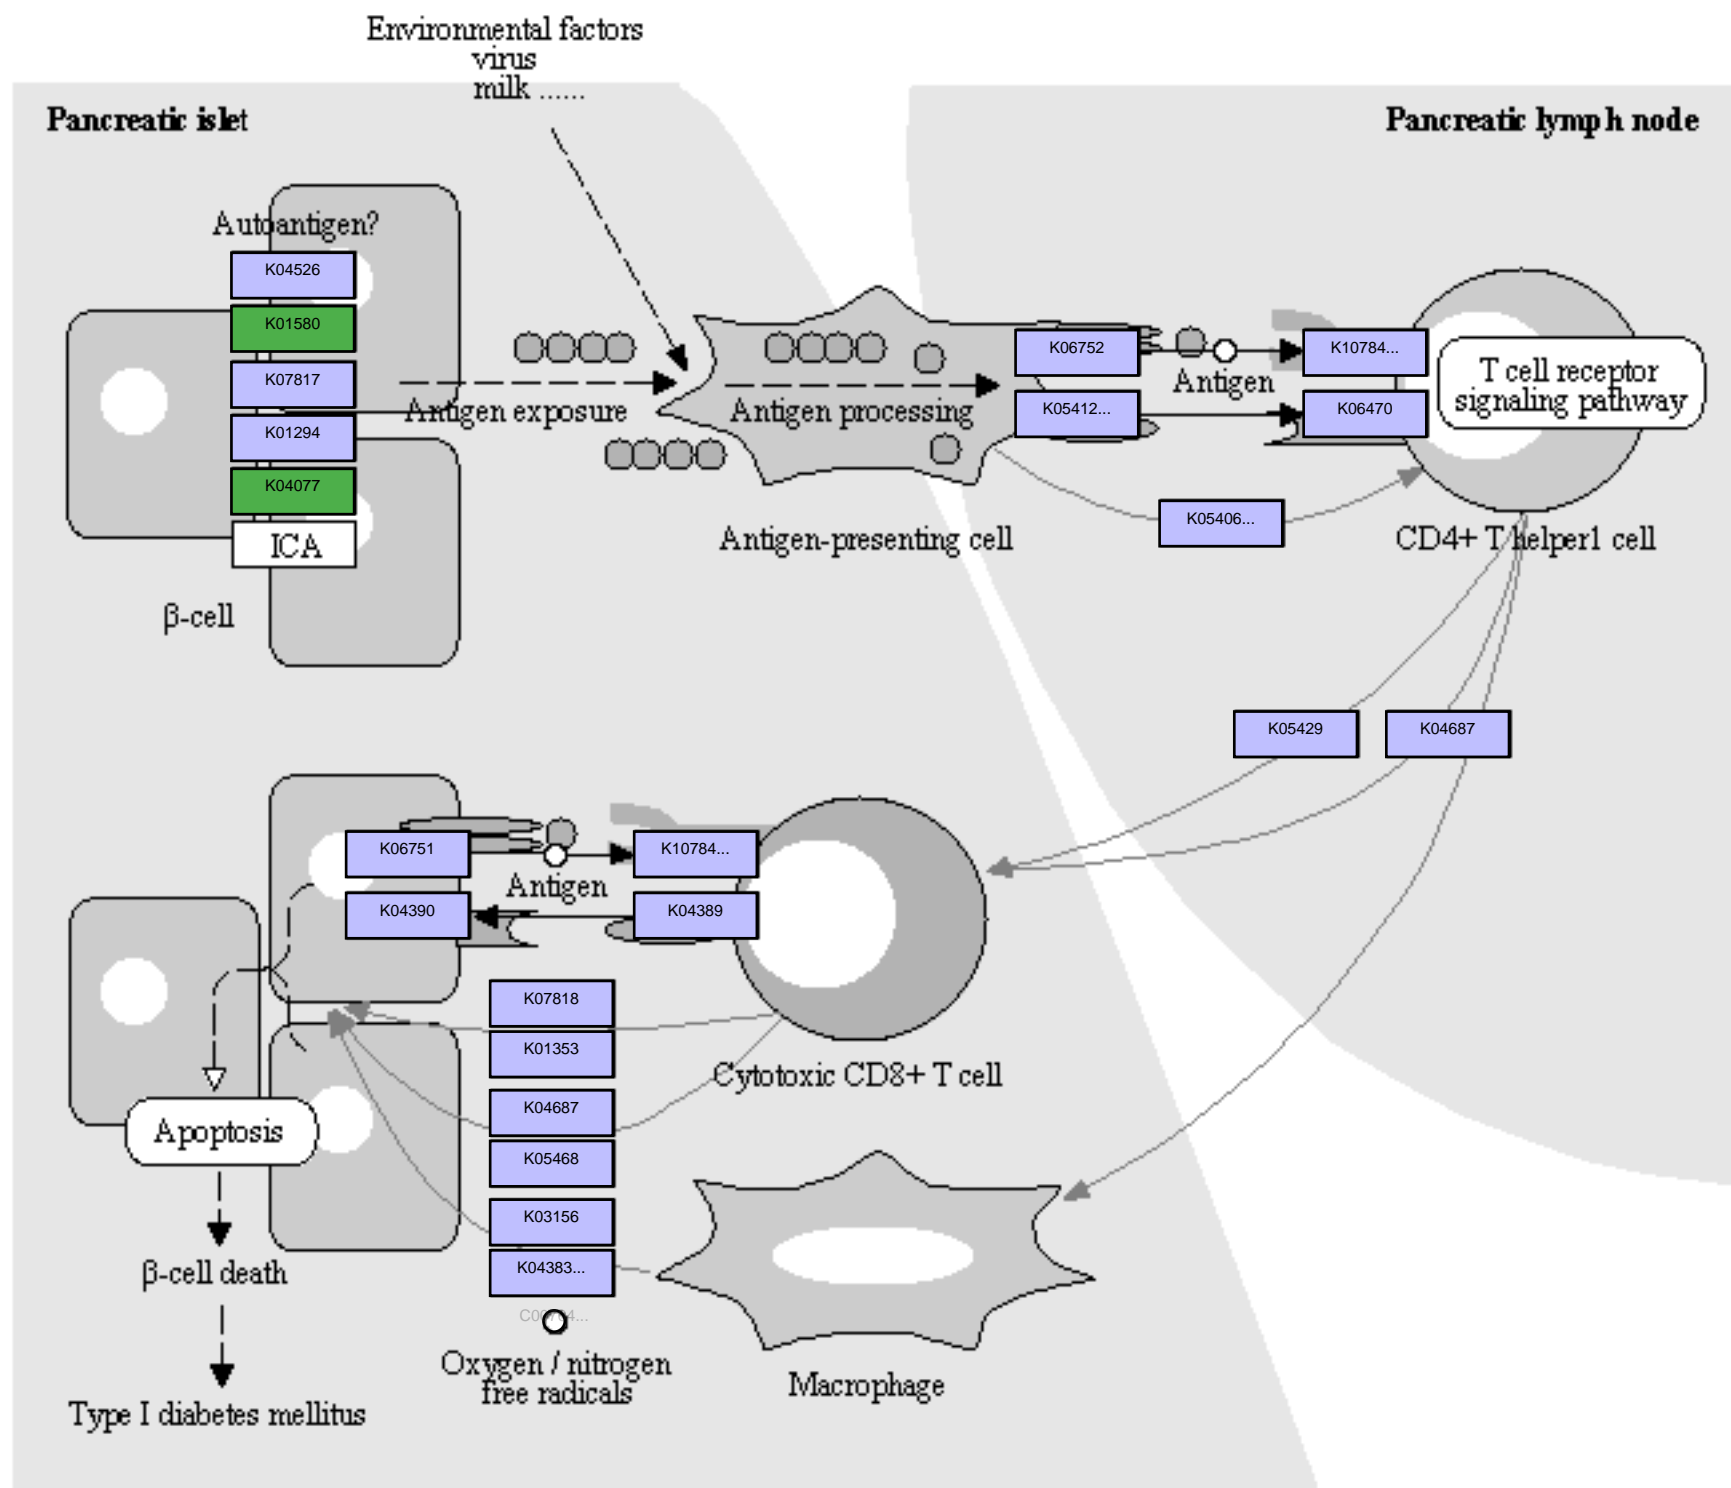 Environmental factors
virus
milk ......
Pancreatic islet
Pancreatic lymph node
Autoantigen?
K04526
K01580
K07817
K01294
K04077
ICA
β-cell
Antigen exposure
Antigen processing
Antigen-presenting cell
K06752
K05412...
Antigen
K10784...
K06470
T cell receptor
signaling pathway
K05406...
CD4+ T helper1 cell
K05429
K04687
K06751
K04390
Antigen
K10784...
K04389
Cytotoxic CD8+ T cell
K07818
K01353
K04687
K05468
K03156
K04383...
Oxygen / nitrogen
free radicals
Macrophage
Apoptosis
β-cell death
Type I diabetes mellitus